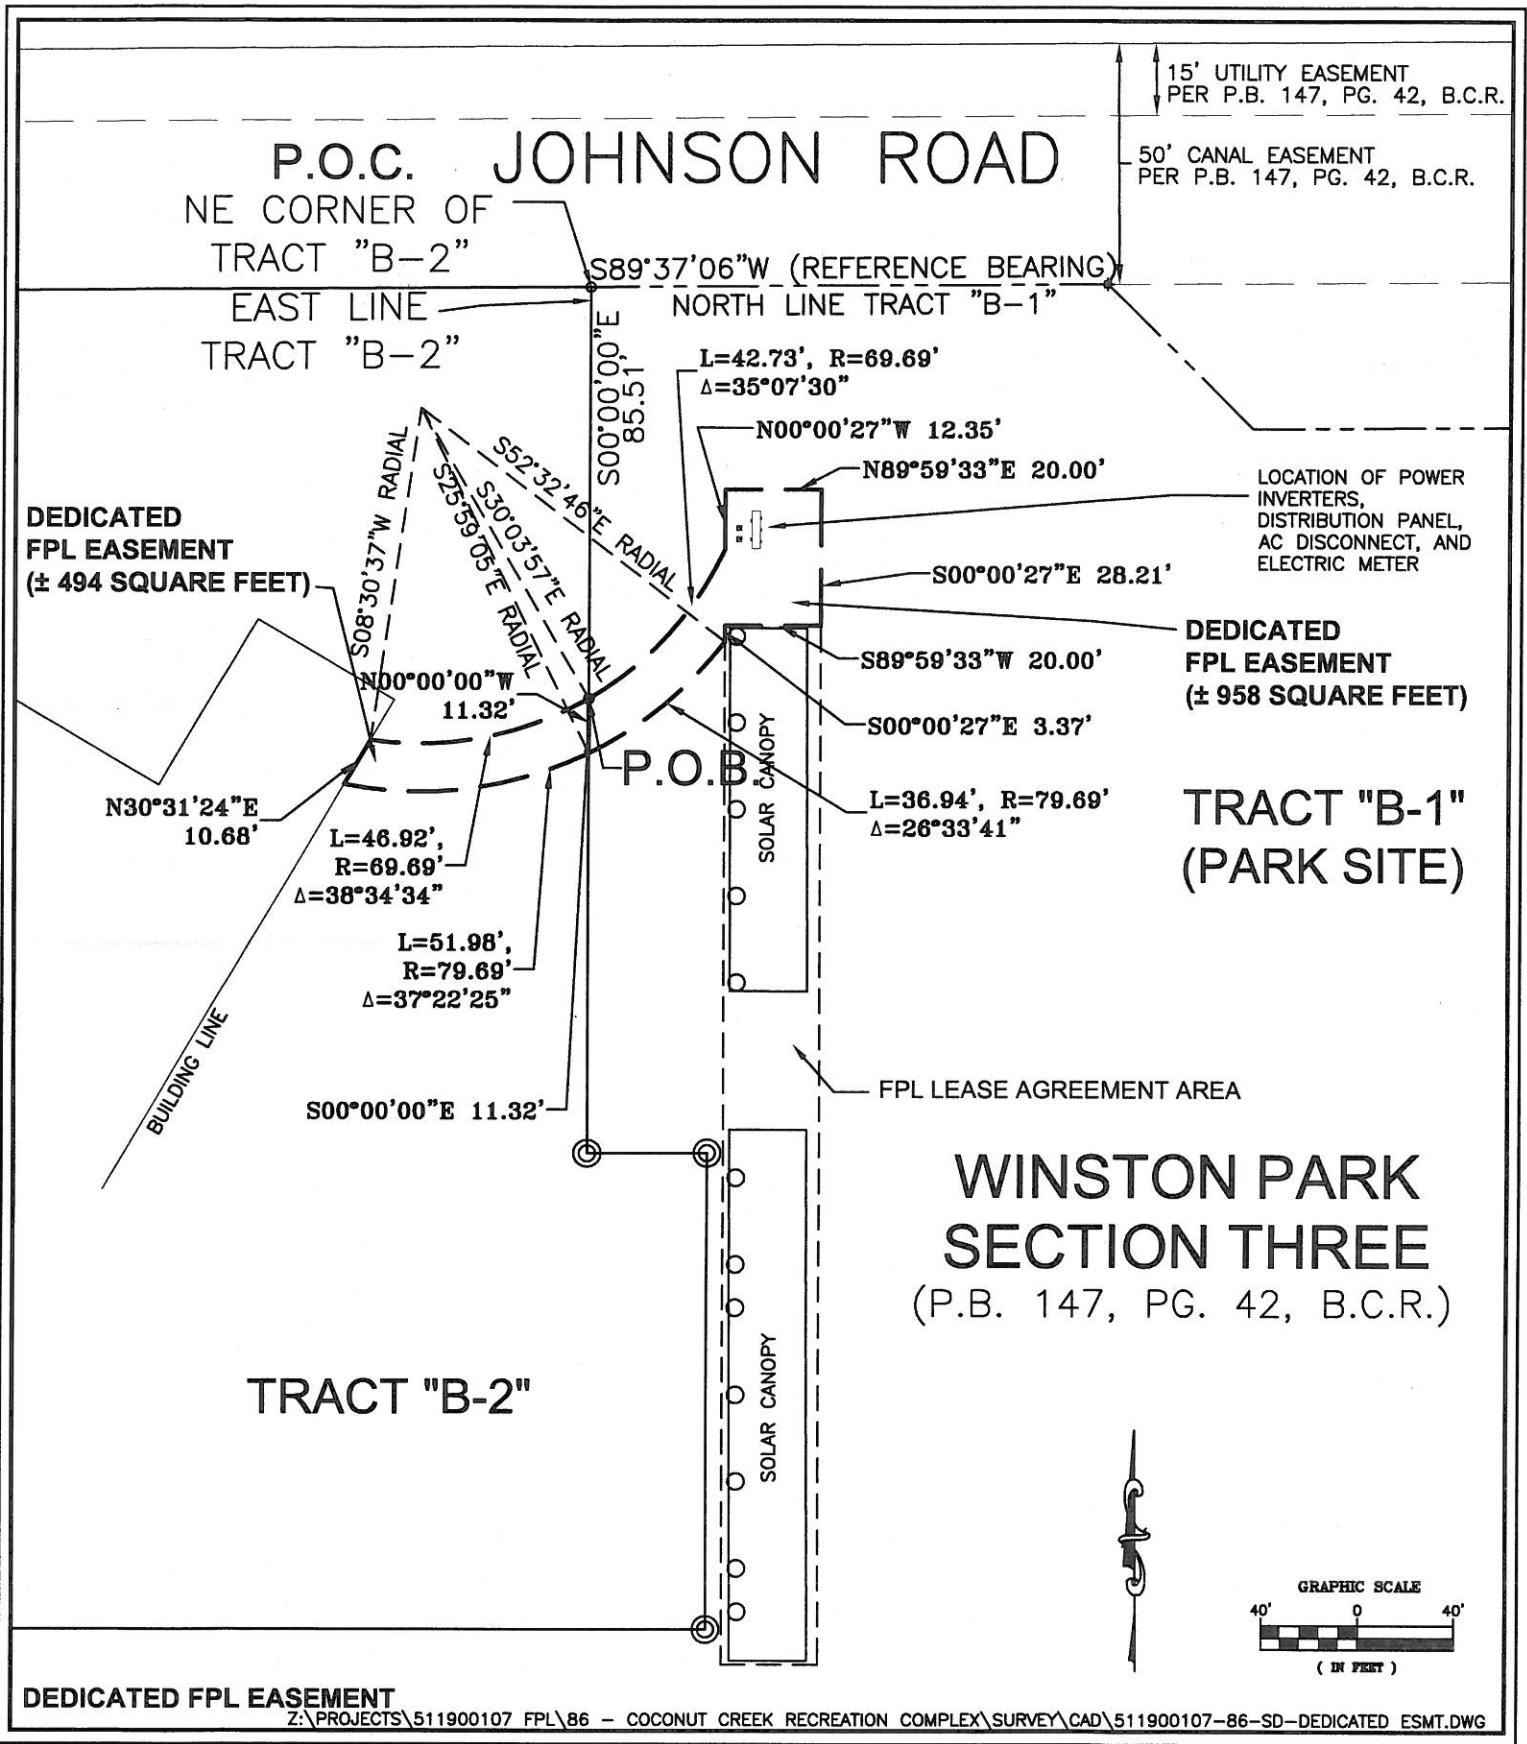 15' UTILITY EASEMENT
PER P.B. 147, PG. 42, B.C.R.
P.O.C. JOHNSON ROAD
50' CANAL EASEMENT
PER P.B. 147, PG. 42, B.C.R.
NE CORNER OF
TRACT "B-2"
S89°37'06"W (REFERENCE BEARING)
EAST LINE
TRACT "B-2"
NORTH LINE TRACT "B-1"
S00°00'00"E
85.51'
L=42.73', R=69.69'
Δ=35°07'30"
N00°00'27"W 12.35'
N89°59'33"E 20.00'
LOCATION OF POWER
INVERTERS,
DISTRIBUTION PANEL,
AC DISCONNECT, AND
ELECTRIC METER
S08°30'37"W RADIAL
S52°32'46"E RADIAL
S30°03'57"E RADIAL
S25°59'05"E RADIAL
DEDICATED
FPL EASEMENT
(± 494 SQUARE FEET)
S00°00'27"E 28.21'
DEDICATED
FPL EASEMENT
(± 958 SQUARE FEET)
S89°59'33"W 20.00'
N00°00'00"W
11.32'
S00°00'27"E 3.37'
P.O.B.
SOLAR CANOPY
N30°31'24"E
10.68'
L=36.94', R=79.69'
Δ=26°33'41"
TRACT "B-1"
(PARK SITE)
L=46.92',
R=69.69'
Δ=38°34'34"
L=51.98',
R=79.69'
Δ=37°22'25"
BUILDING LINE
S00°00'00"E 11.32'
FPL LEASE AGREEMENT AREA
WINSTON PARK
SECTION THREE
(P.B. 147, PG. 42, B.C.R.)
TRACT "B-2"
SOLAR CANOPY
GRAPHIC SCALE
40' 0 40'
( IN FEET )
DEDICATED FPL EASEMENT
Z:\PROJECTS\511900107 FPL\86 - COCONUT CREEK RECREATION COMPLEX\SURVEY\CAD\511900107-86-SD-DEDICATED ESMT.DWG